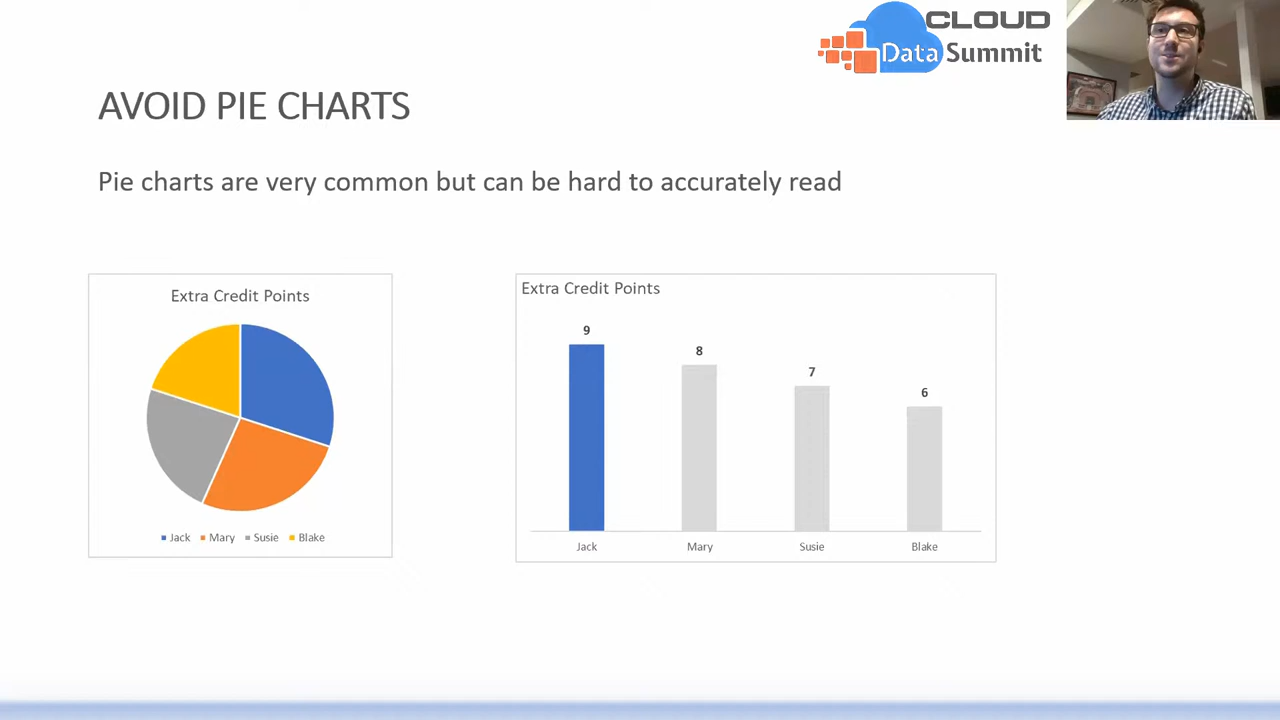 CLOUD
Data Summit
AVOID PIE CHARTS
Pie charts are very common but can be hard to accurately read
Extra Credit Points
Jack Mary Susie Blake
Extra Credit Points
9
8
7
6
Jack Mary Susie Blake